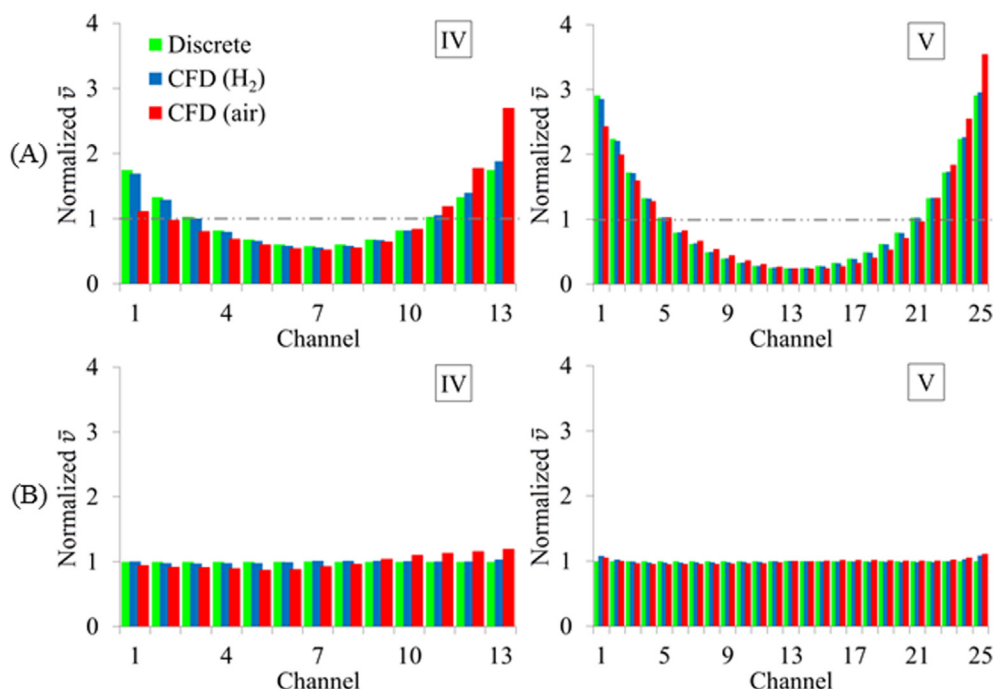 (A)
Normalized v̄
4
3
2
1
0
Discrete
CFD (H₂)
CFD (air)
IV
1 4 7 10 13
Channel
Normalized v̄
4
3
2
1
0
V
1 5 9 13 17 21 25
Channel
(B)
Normalized v̄
4
3
2
1
0
IV
1 4 7 10 13
Channel
Normalized v̄
4
3
2
1
0
V
1 5 9 13 17 21 25
Channel